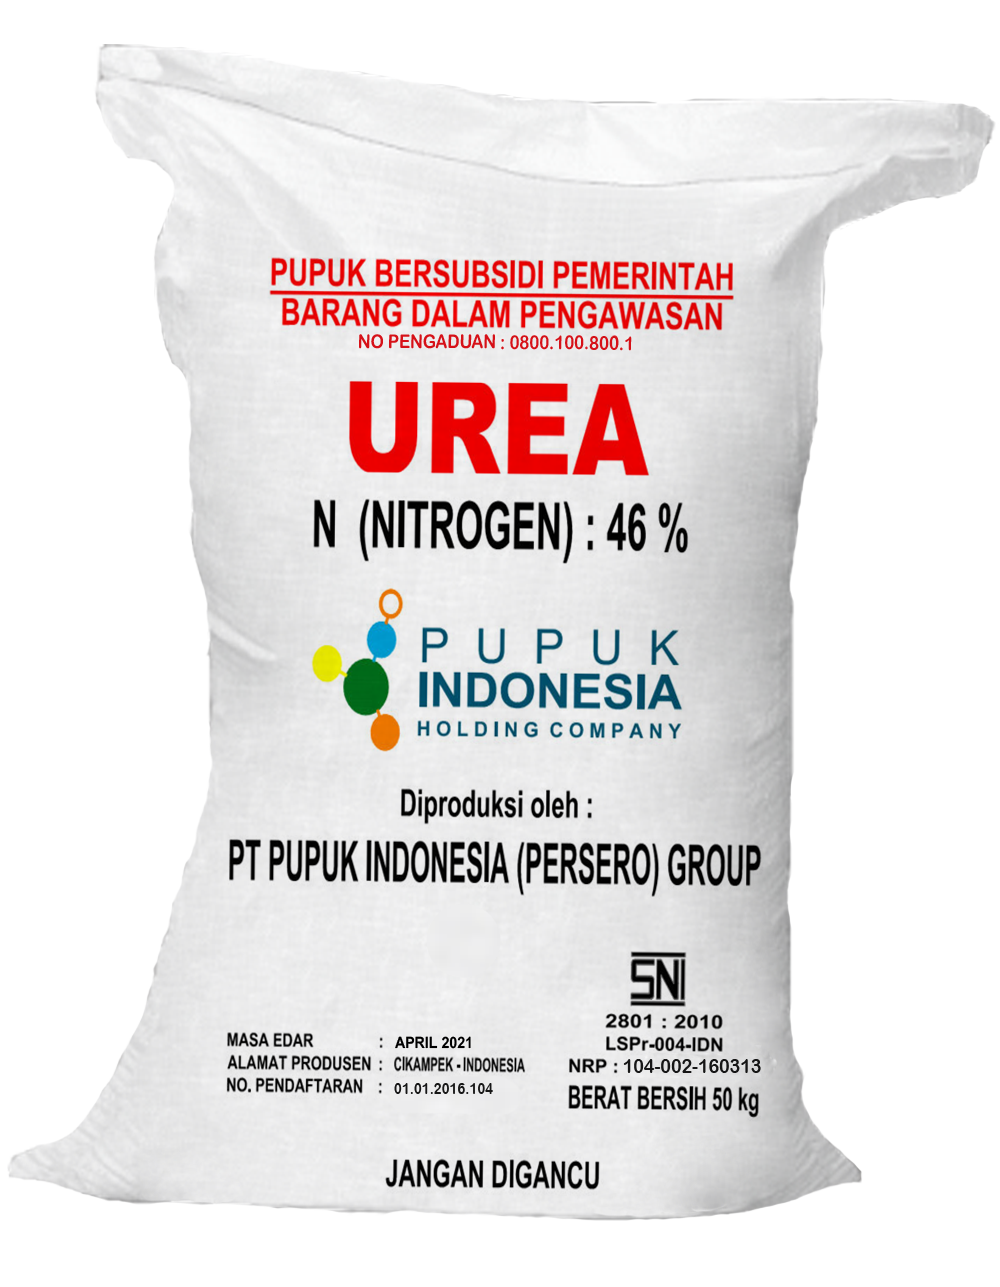 PUPUK BERSUBSIDI PEMERINTAH
BARANG DALAM PENGAWASAN
NO PENGADUAN : 0800.100.800.1
UREA
N (NITROGEN) : 46 %
PUPUK
INDONESIA
HOLDING COMPANY
Diproduksi oleh :
PT PUPUK INDONESIA (PERSERO) GROUP
SNI
2801 : 2010
LSPr-004-IDN
NRP : 104-002-160313
BERAT BERSIH 50 kg
MASA EDAR : APRIL 2021
ALAMAT PRODUSEN : CIKAMPEK - INDONESIA
NO. PENDAFTARAN : 01.01.2016.104
JANGAN DIGANCU